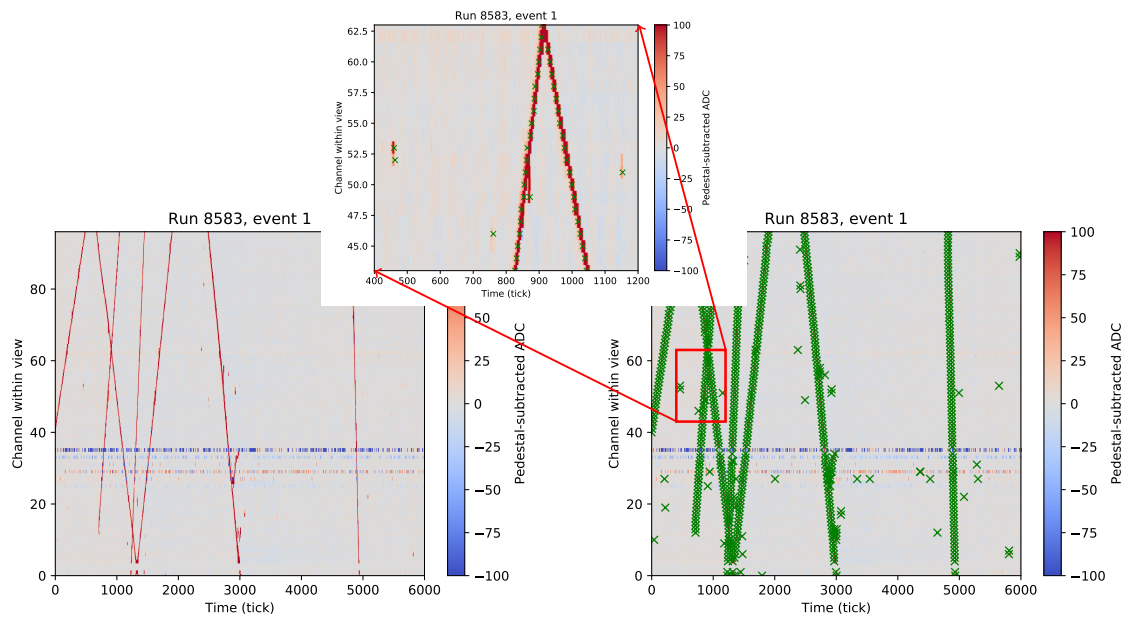 Run 8583, event 1
62.5
60.0
57.5
55.0
52.5
50.0
47.5
45.0
Channel within view
400 500 600 700 800 900 1000 1100 1200
Time (tick)
100
75
50
25
0
−25
−50
−75
−100
Pedestal-subtracted ADC
Run 8583, event 1
80
60
40
20
0
Channel within view
0 1000 2000 3000 4000 5000 6000
Time (tick)
50
25
0
−25
−50
−75
−100
Pedestal-subtracted ADC
Run 8583, event 1
60
40
20
0
Channel within view
0 1000 2000 3000 4000 5000 6000
Time (tick)
100
75
50
25
0
−25
−50
−75
−100
Pedestal-subtracted ADC